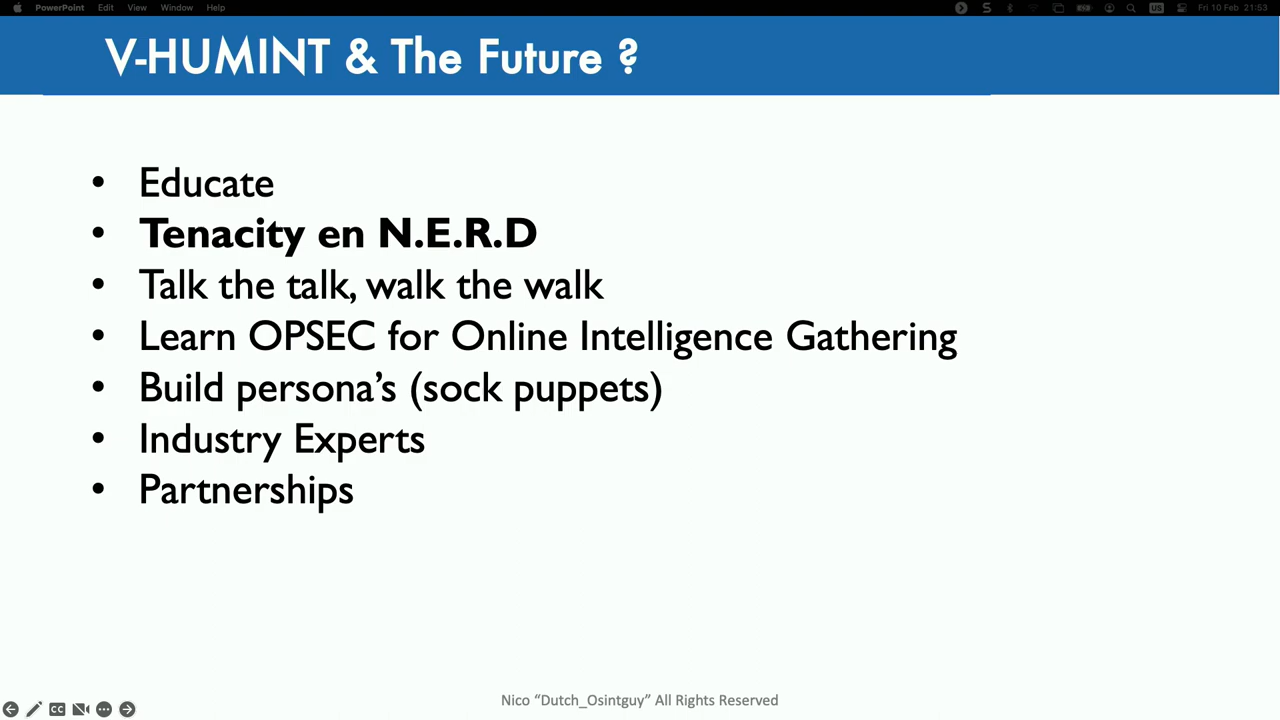 PowerPoint Edit View Window Help Fri 10 Feb 21:53
V-HUMINT & The Future ?
• Educate
• Tenacity en N.E.R.D
• Talk the talk, walk the walk
• Learn OPSEC for Online Intelligence Gathering
• Build persona’s (sock puppets)
• Industry Experts
• Partnerships
Nico “Dutch_Osintguy” All Rights Reserved